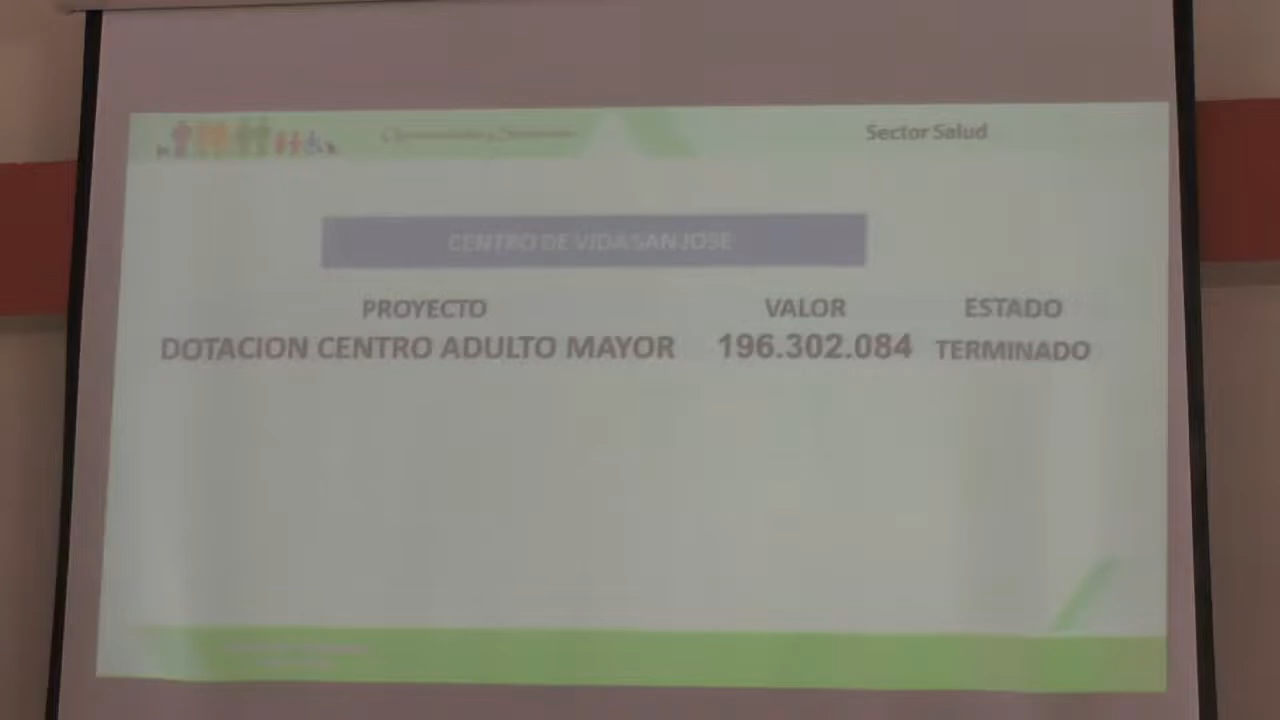 Sector Salud
CENTRO DE VIDA SAN JOSE
PROYECTO VALOR ESTADO
DOTACION CENTRO ADULTO MAYOR 196.302.084 TERMINADO